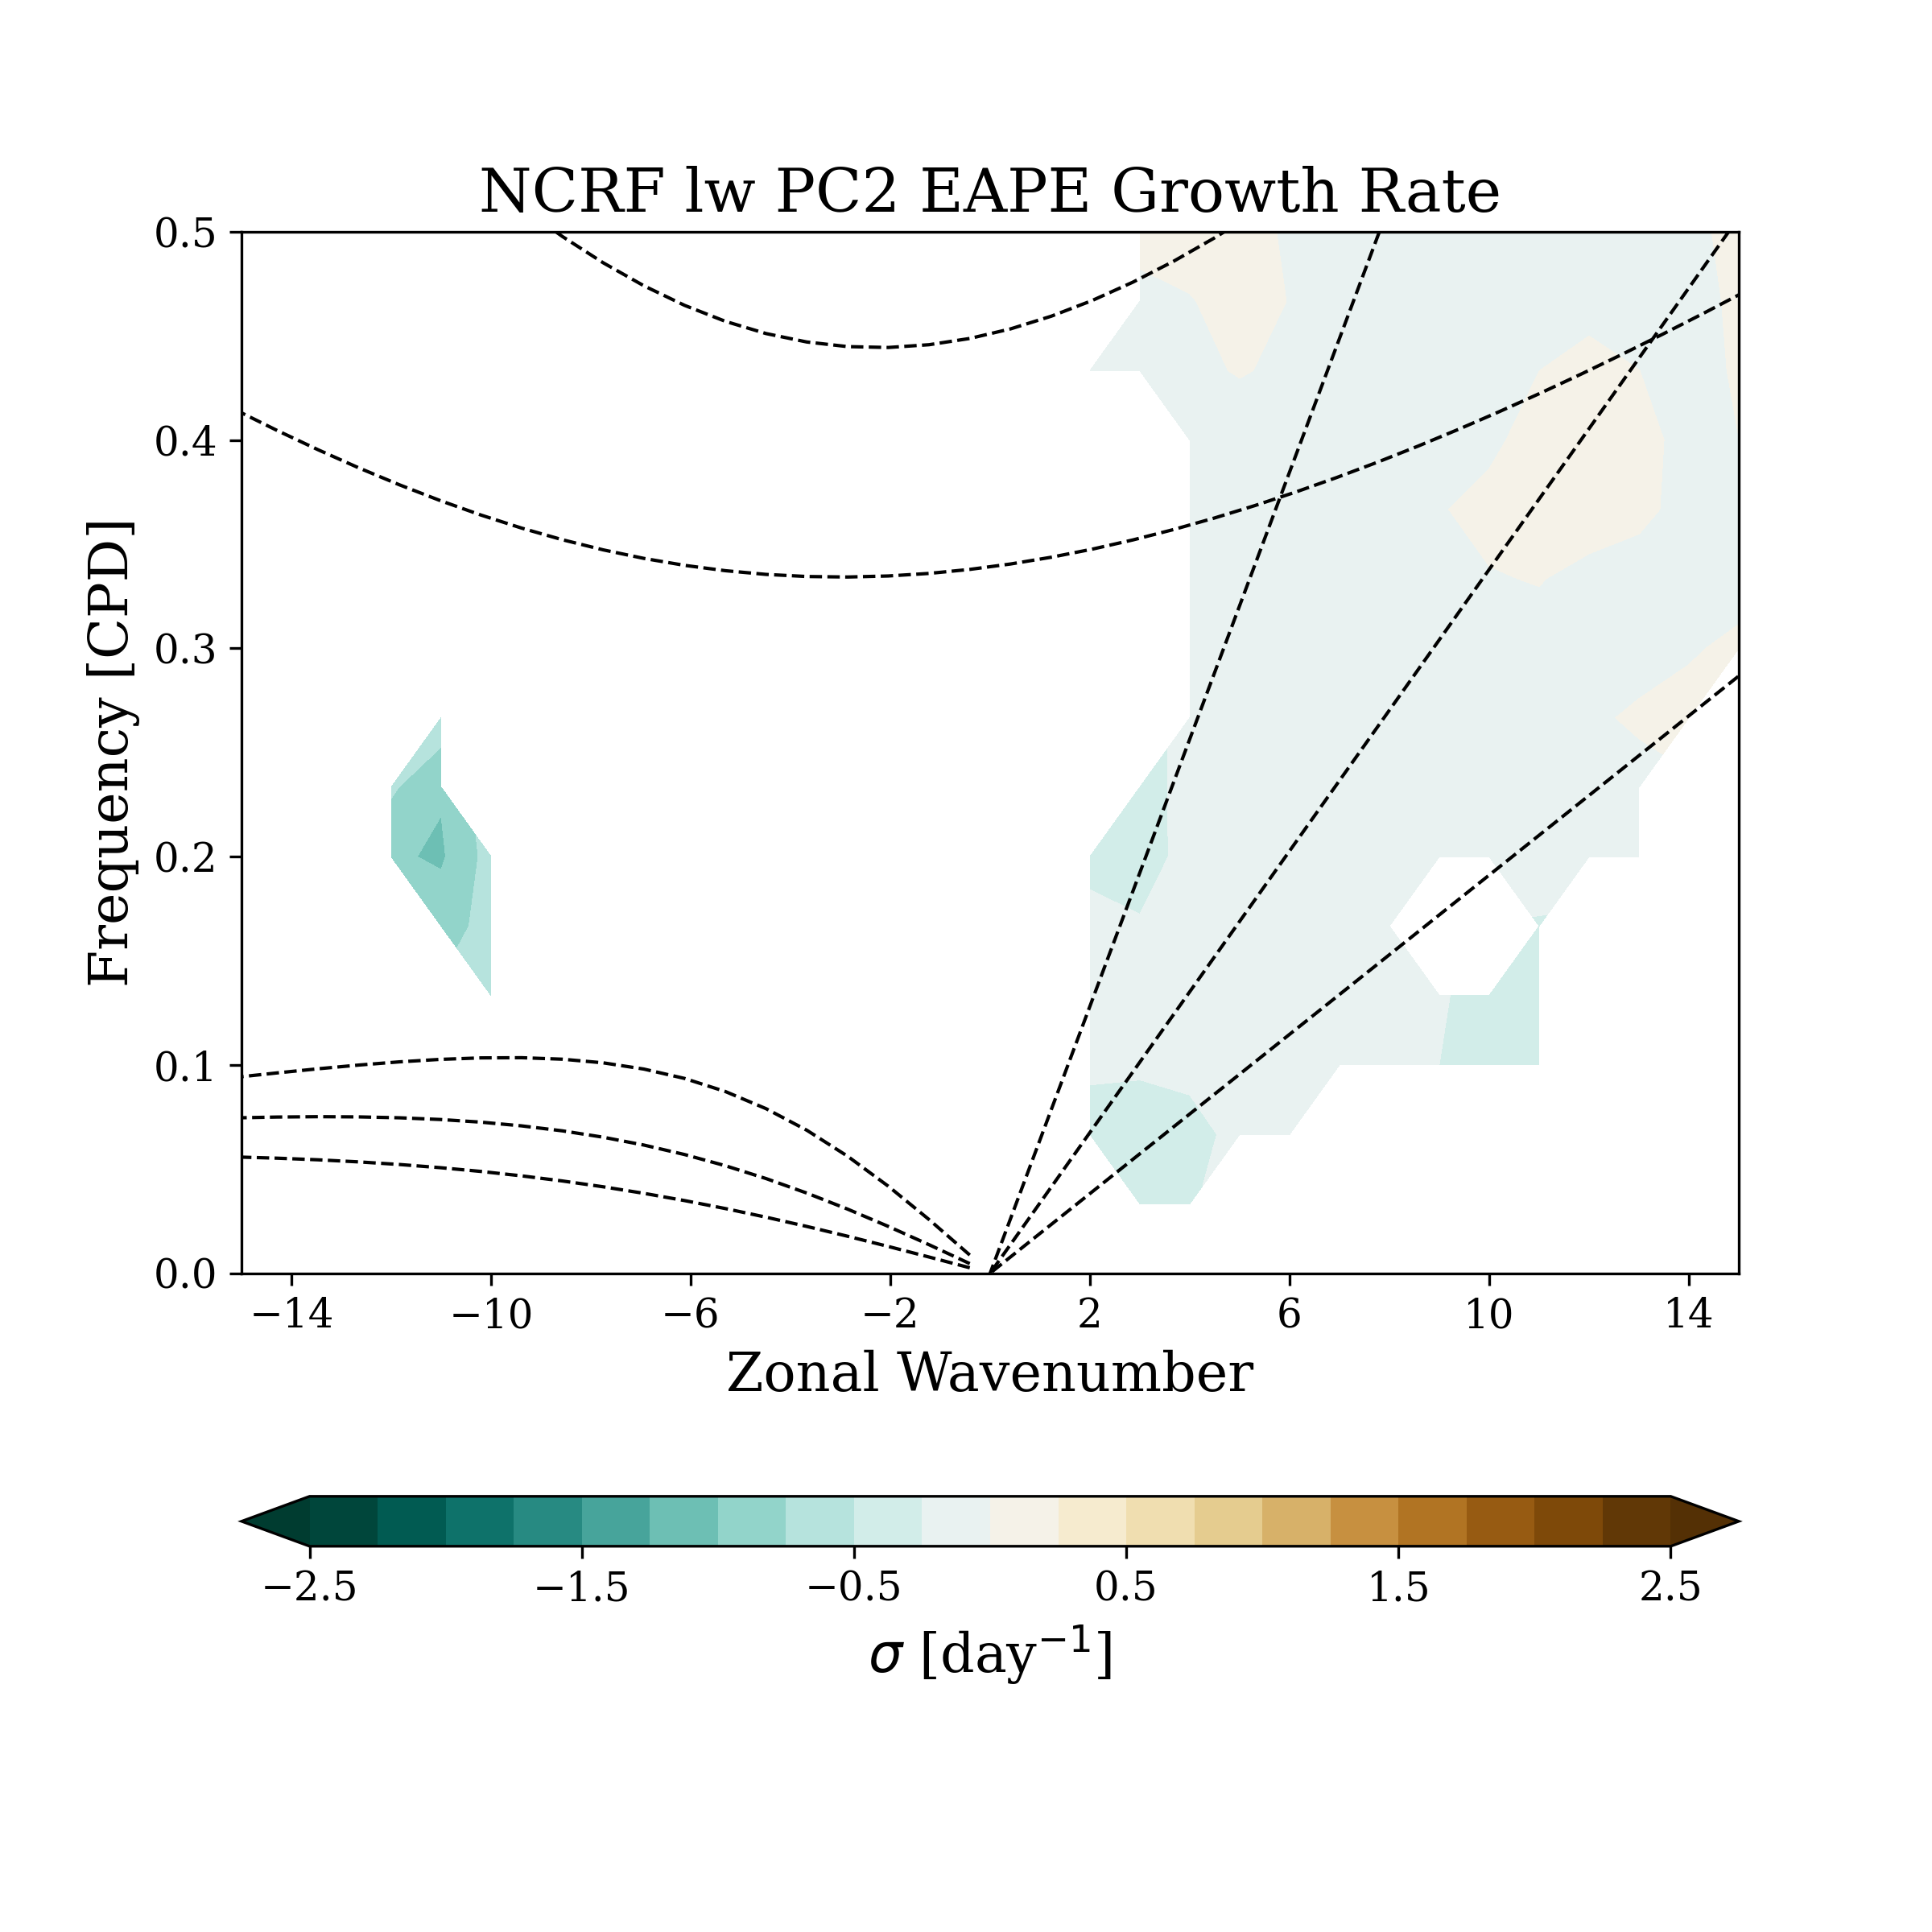 NCRF lw PC2 EAPE Growth Rate
0.5
0.4
0.3
0.2
0.1
0.0
Frequency [CPD]
−14 −10 −6 −2 2 6 10 14
Zonal Wavenumber
−2.5 −1.5 −0.5 0.5 1.5 2.5
σ [day⁻¹]